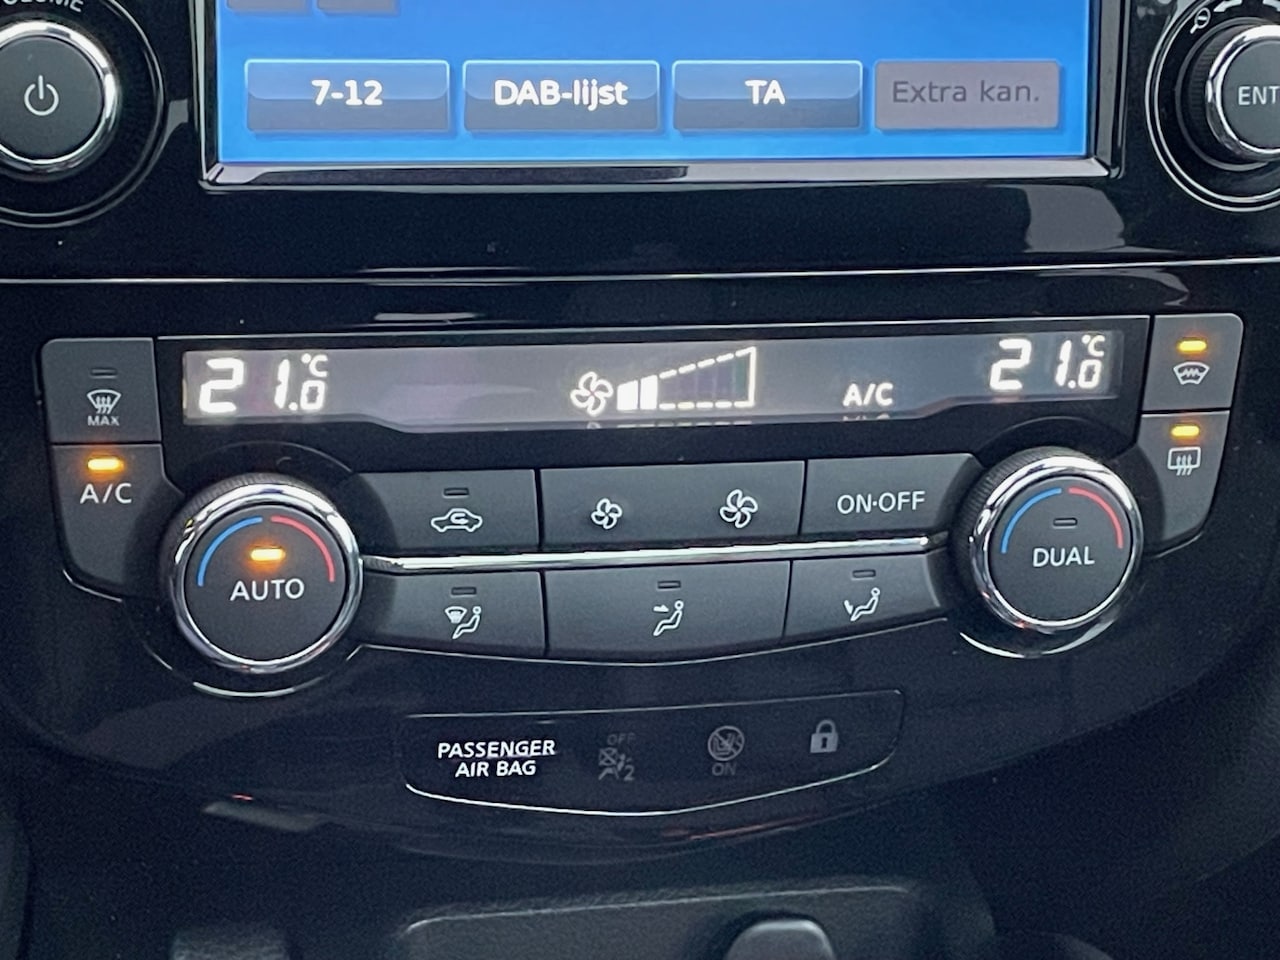 7-12 DAB-lijst TA Extra kan.
21.0 °C A/C 21.0 °C
MAX
A/C
AUTO
ON·OFF
DUAL
PASSENGER
AIR BAG
OFF
2
ON